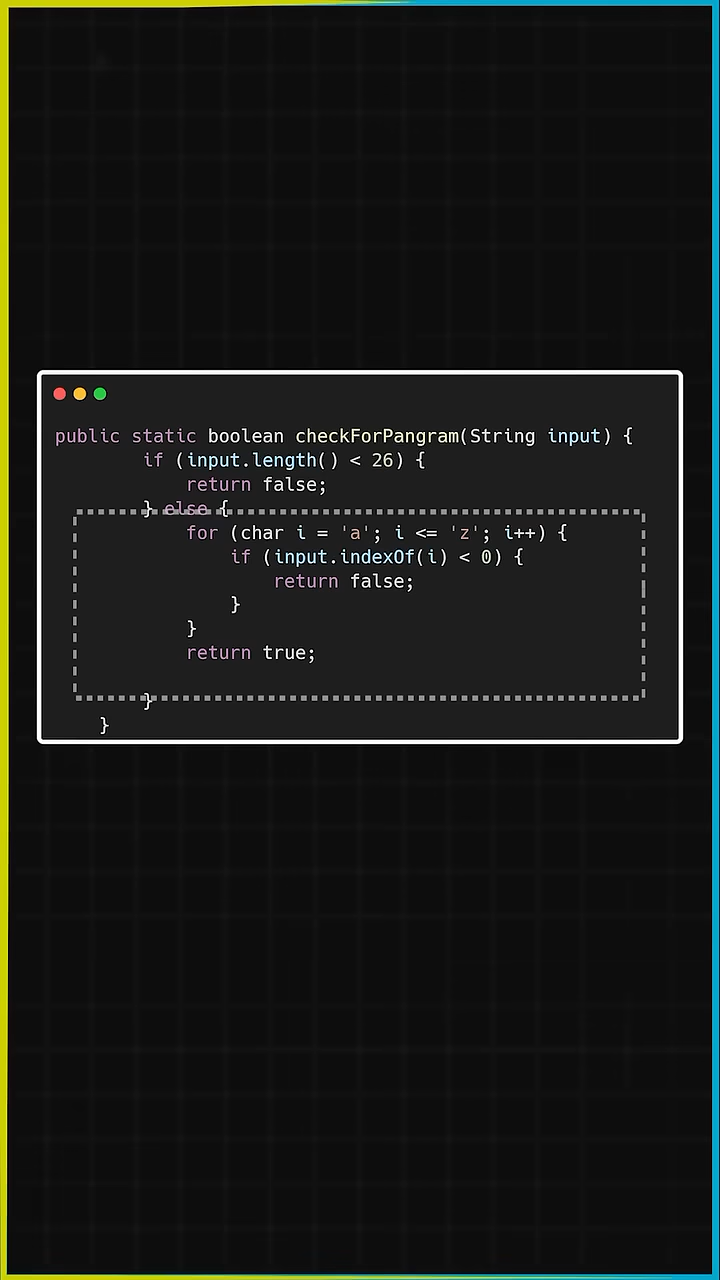 public static boolean checkForPangram(String input) {
if (input.length() < 26) {
return false;
} else {
for (char i = 'a'; i <= 'z'; i++) {
if (input.indexOf(i) < 0) {
return false;
}
}
return true;
}
}